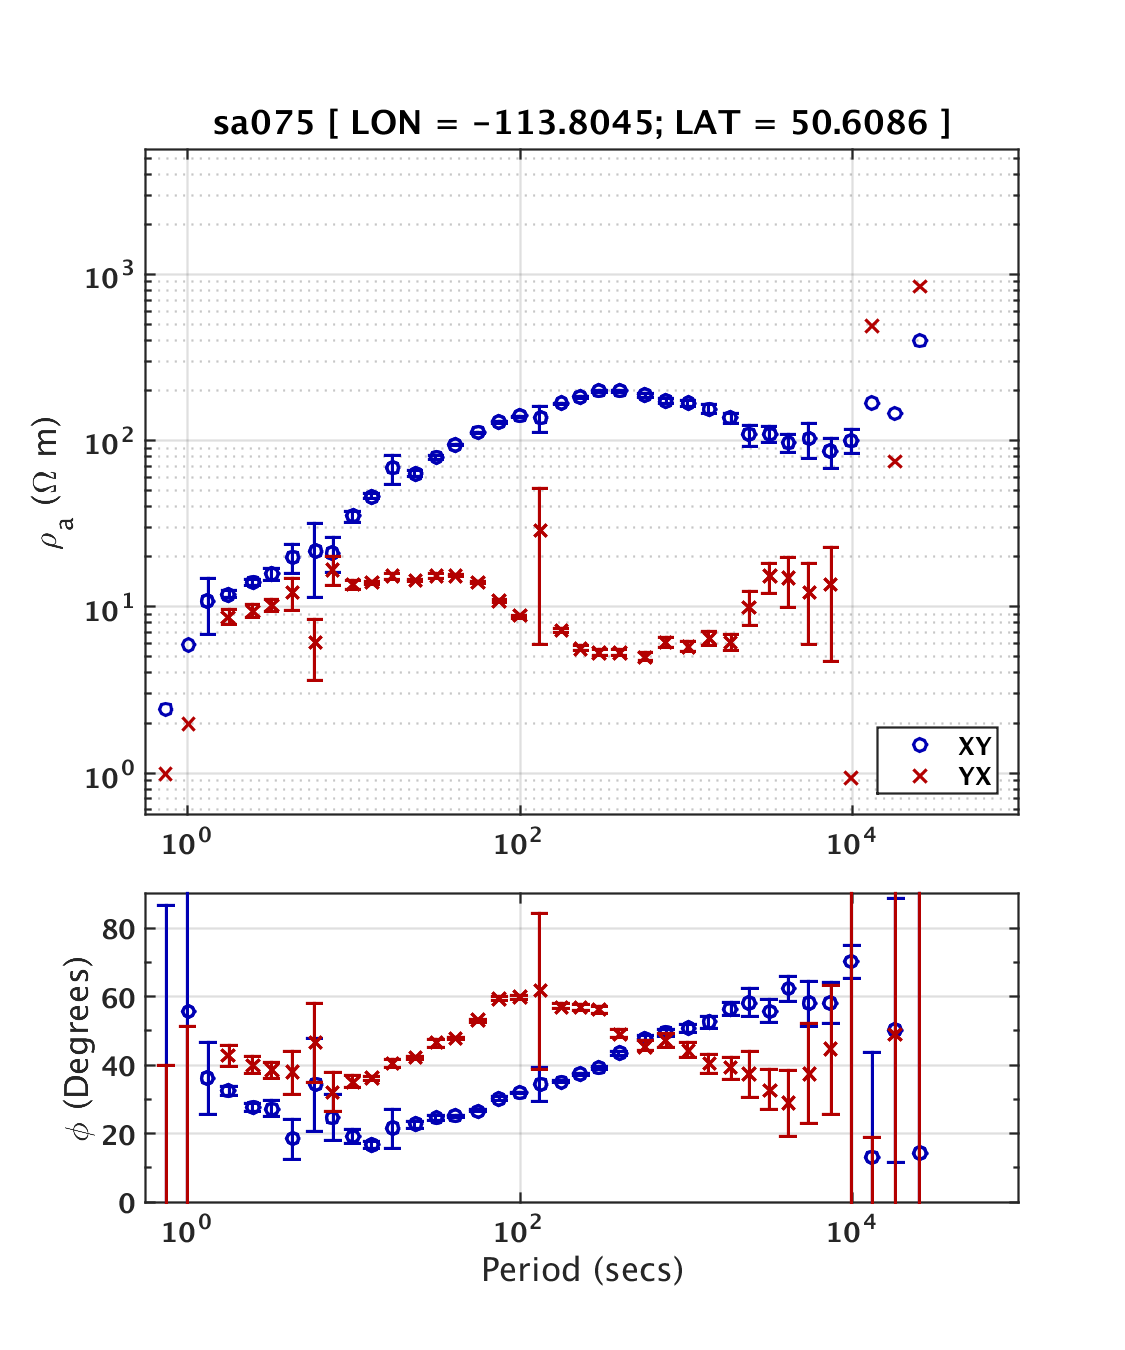 sa075 [ LON = -113.8045; LAT = 50.6086 ]
10³
10²
10¹
10⁰
ρₐ (Ω m)
XY
YX
10⁰ 10² 10⁴
80
60
40
20
0
ϕ (Degrees)
10⁰ 10² 10⁴
Period (secs)